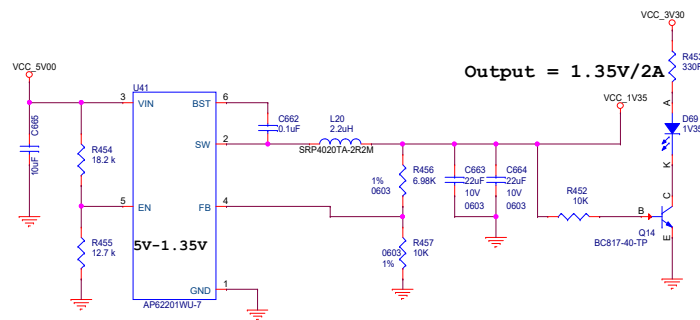 VCC_3V30
R453
330R
Output = 1.35V/2A
VCC_5V00
VCC_1V35
U41
3
VIN
BST
6
C662
0.1uF
L20
2.2uH
SRP4020TA-2R2M
SW
2
C665
10uF
R454
18.2 k
A
D69
1V35
K
1%
0603
R456
6.98K
C663
22uF
10V
0603
C664
22uF
10V
0603
5
EN
FB
4
R452
10K
B
C
E
Q14
BC817-40-TP
5V-1.35V
R455
12.7 k
0603
1%
R457
10K
GND
1
AP62201WU-7